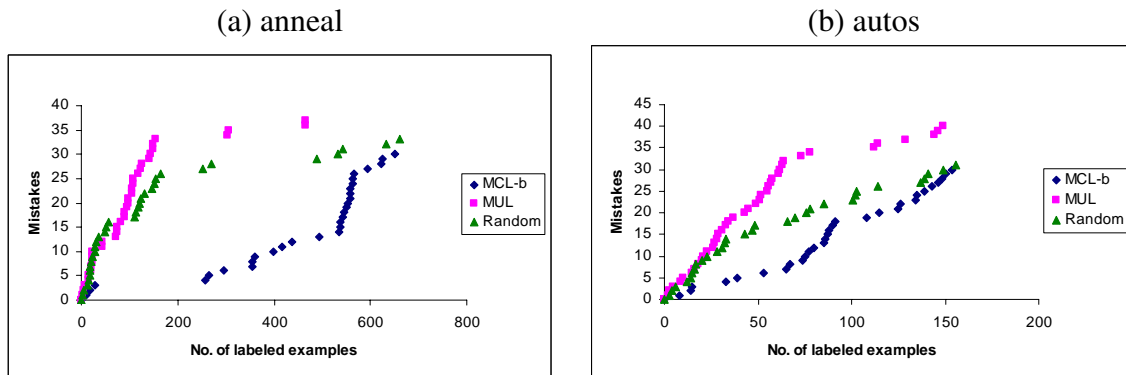 (a) anneal
40
35
30
25
20
15
10
5
0
Mistakes
0 200 400 600 800
No. of labeled examples
MCL-b
MUL
Random
(b) autos
45
40
35
30
25
20
15
10
5
0
Mistakes
0 50 100 150 200
No. of labeled examples
MCL-b
MUL
Random